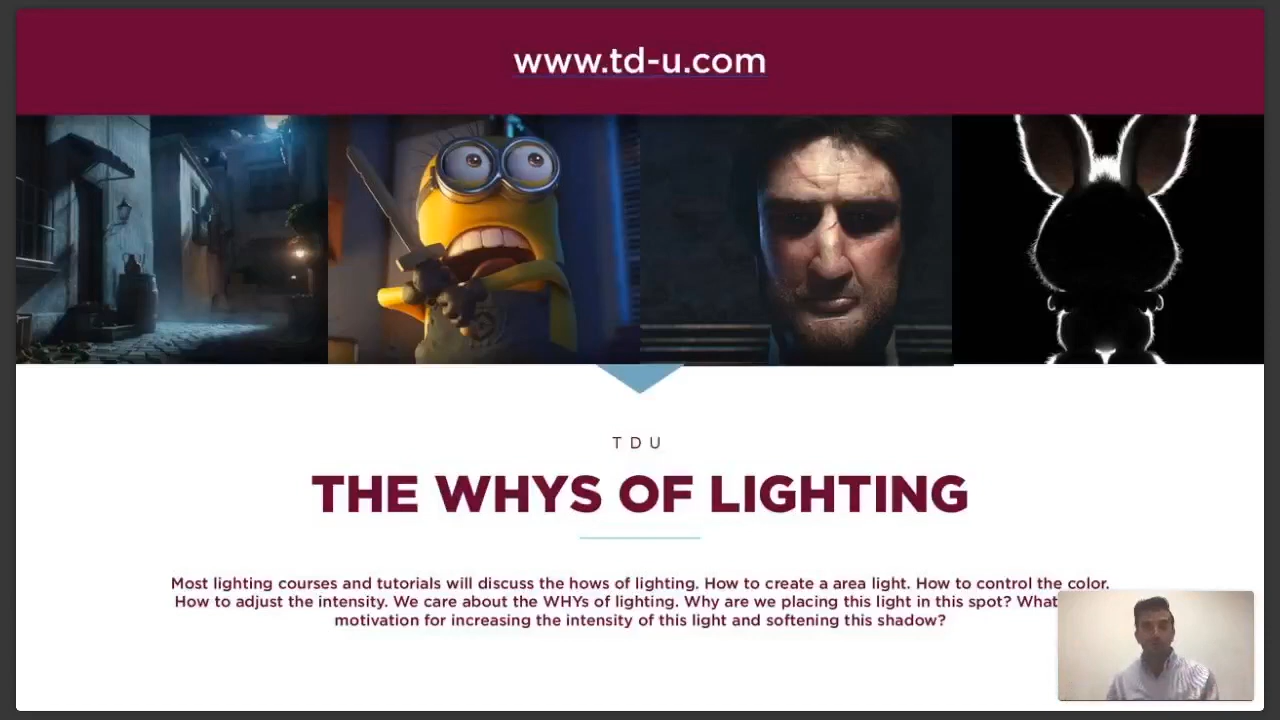 www.td-u.com
TDU
THE WHYS OF LIGHTING
Most lighting courses and tutorials will discuss the hows of lighting. How to create a area light. How to control the color.
How to adjust the intensity. We care about the WHYs of lighting. Why are we placing this light in this spot? What
motivation for increasing the intensity of this light and softening this shadow?